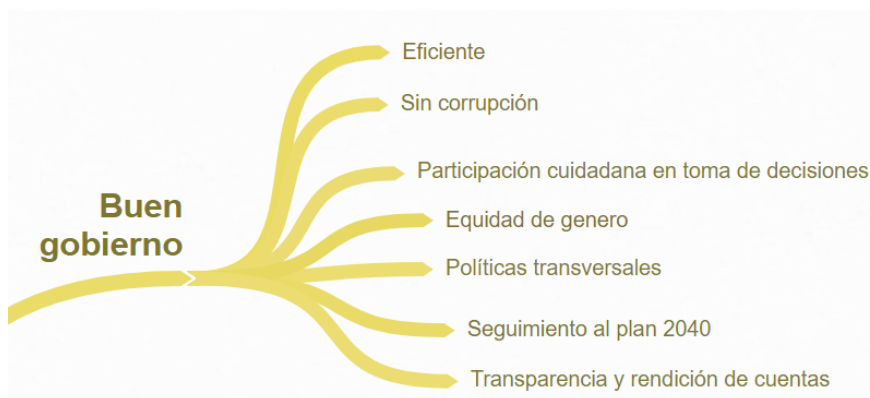 Buen
gobierno
Eficiente
Sin corrupción
Participación cuidadana en toma de decisiones
Equidad de genero
Políticas transversales
Seguimiento al plan 2040
Transparencia y rendición de cuentas